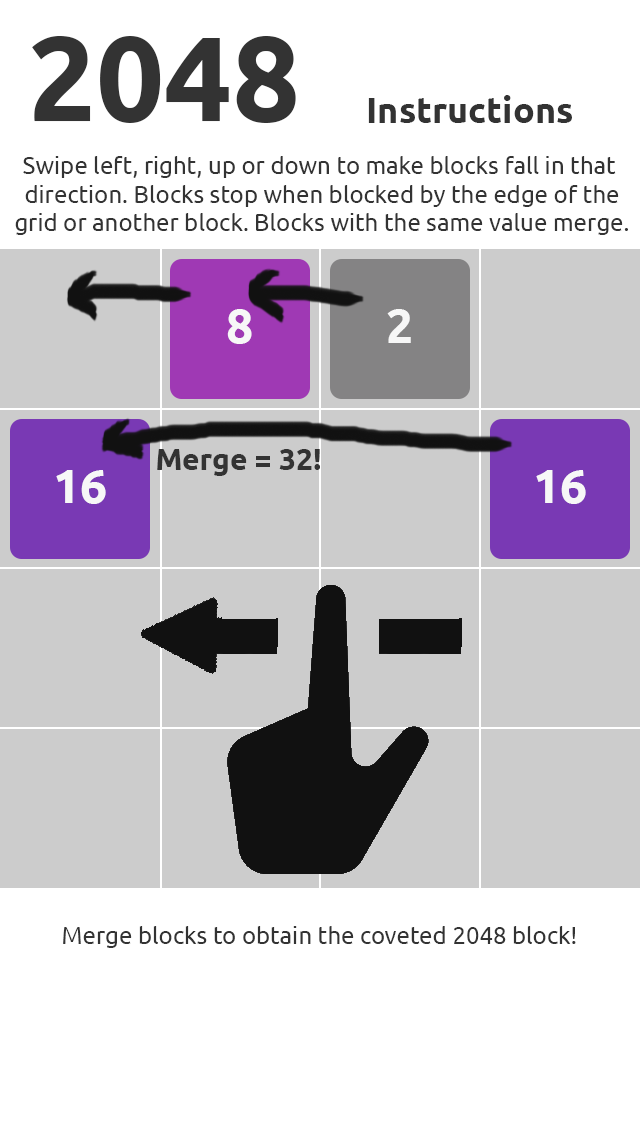 2048 Instructions
Swipe left, right, up or down to make blocks fall in that
direction. Blocks stop when blocked by the edge of the
grid or another block. Blocks with the same value merge.
8 2
16 Merge = 32! 16
Merge blocks to obtain the coveted 2048 block!